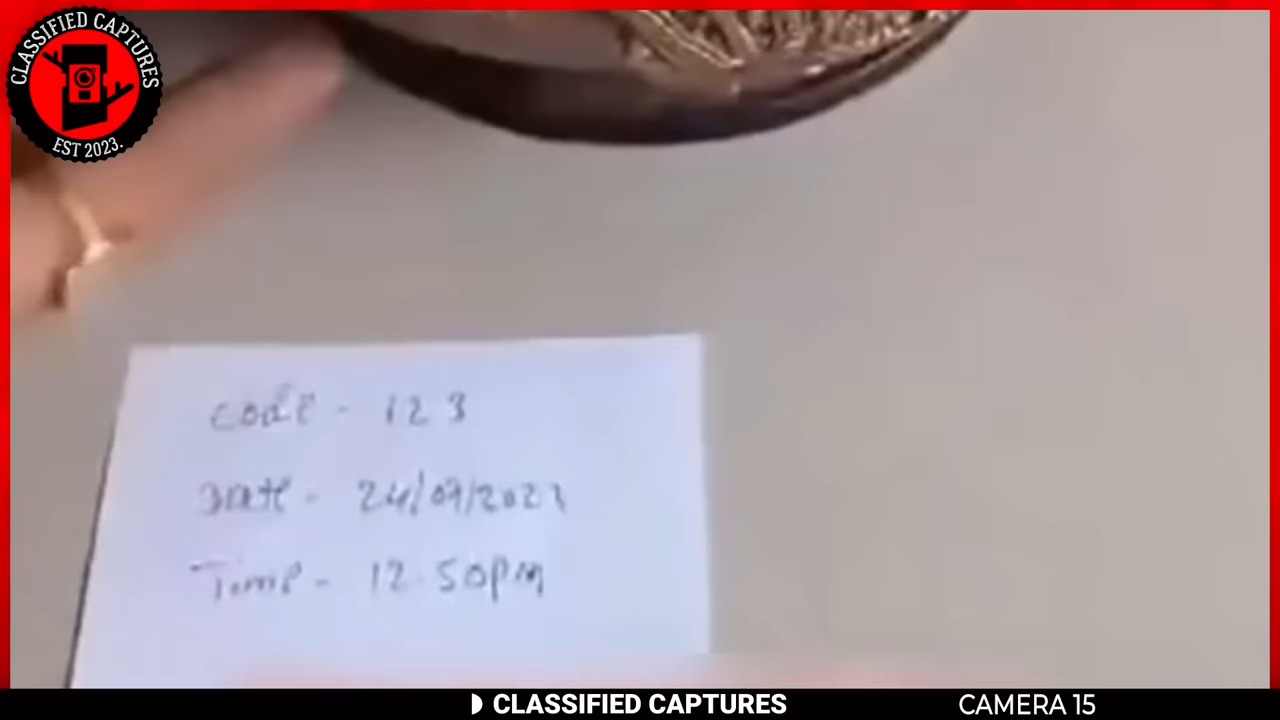 CLASSIFIED CAPTURES
EST 2023.
code - 123
Date - 24/09/2023
Time - 12.50pm
CLASSIFIED CAPTURES
CAMERA 15